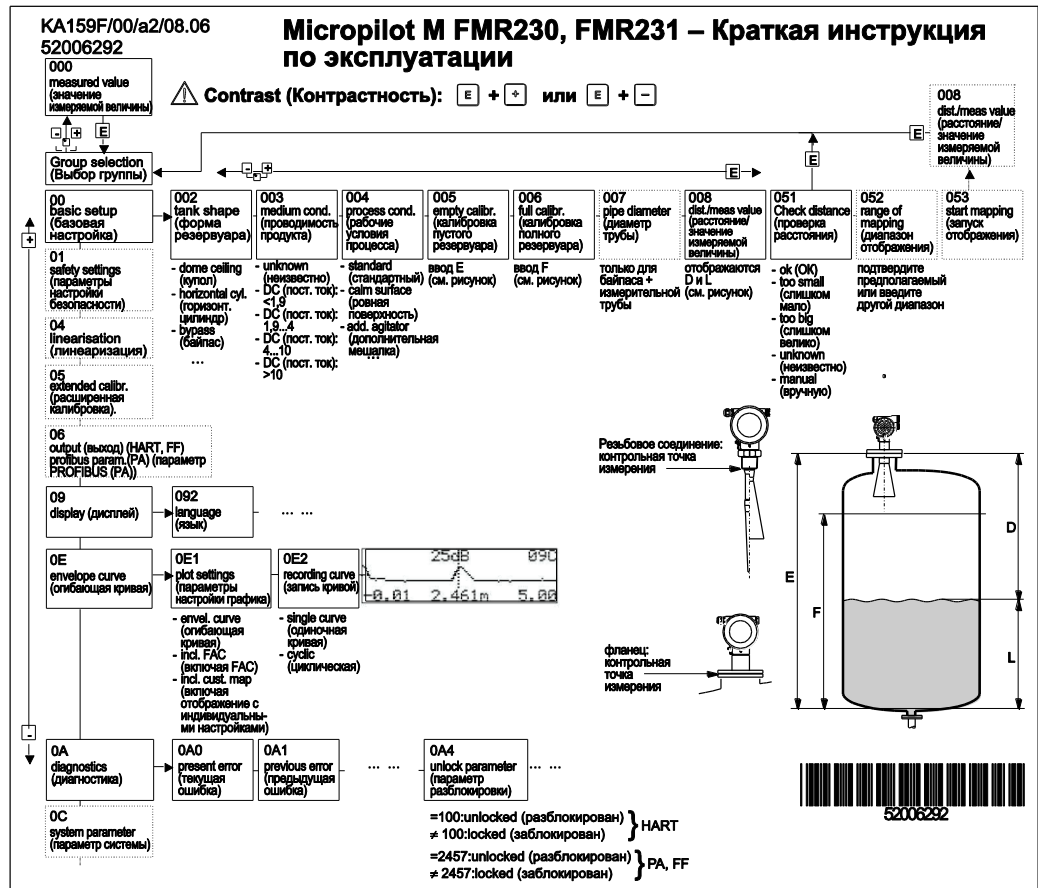 KA159F/00/a2/08.06
52006292
Micropilot M FMR230, FMR231 – Краткая инструкция
по эксплуатации
000
measured value
(значение
измеряемой величины)
Contrast (Контрастность): E + + или E + −
008
dist./meas value
(расстояние/
значение
измеряемой
величины)
- + E
E
E
Group selection
(Выбор группы)
- +
E
00
basic setup
(базовая
настройка)
002
tank shape
(форма
резервуара)
- dome ceiling
(купол)
- horizontal cyl.
(горизонт.
цилиндр)
- bypass
(байпас)
...
003
medium cond.
(проводимость
продукта)
- unknown
(неизвестно)
- DC (пост. ток):
<1,9
- DC (пост. ток):
1,9...4
- DC (пост. ток):
4...10
- DC (пост. ток):
>10
004
process cond.
(рабочие
условия
процесса)
- standard
(стандартный)
- calm surface
(ровная
поверхность)
- add. agitator
(дополнительная
мешалка)
...
005
empty calibr.
(калибровка
пустого
резервуара)
ввод E
(см. рисунок)
006
full calibr.
(калибровка
полного
резервуара)
ввод F
(см. рисунок)
007
pipe diameter
(диаметр
трубы)
только для
байпаса +
измерительной
трубы
008
dist./meas value
(расстояние/
значение
измеряемой
величины)
отображаются
D и L
(см. рисунок)
051
Check distance
(проверка
расстояния)
- ok (OK)
- too small
(слишком
мало)
- too big
(слишком
велико)
- unknown
(неизвестно)
- manual
(вручную)
052
range of
mapping
(диапазон
отображения)
подтвердите
предполагаемый
или введите
другой диапазон
053
start mapping
(запуск
отображения)
+
01
safety settings
(параметры
настройки
безопасности)
04
linearisation
(линеаризация)
05
extended calibr.
(расширенная
калибровка).
06
output (выход) (HART, FF)
profibus param.(PA) (параметр
PROFIBUS (PA))
09
display (дисплей)
092
language
(язык)
... ...
0E
envelope curve
(огибающая кривая)
0E1
plot settings
(параметры
настройки графика)
- envel. curve
(огибающая
кривая)
- incl. FAC
(включая FAC)
- incl. cust. map
(включая
отображение с
индивидуальны-
ми настройками)
0E2
recording curve
(запись кривой)
- single curve
(одиночная
кривая)
- cyclic
(циклическая)
25dB 09C
-0.01 2.461m 5.00
Резьбовое соединение:
контрольная точка
измерения
фланец:
контрольная
точка
измерения
E
F
D
L
-
0A
diagnostics
(диагностика)
0A0
present error
(текущая
ошибка)
0A1
previous error
(предыдущая
ошибка)
... ...
0A4
unlock parameter
(параметр
разблокировки)
... ...
0C
system parameter
(параметр системы)
=100:unlocked (разблокирован)
≠ 100:locked (заблокирован)
} HART
=2457:unlocked (разблокирован)
≠ 2457:locked (заблокирован)
} PA, FF
52006292